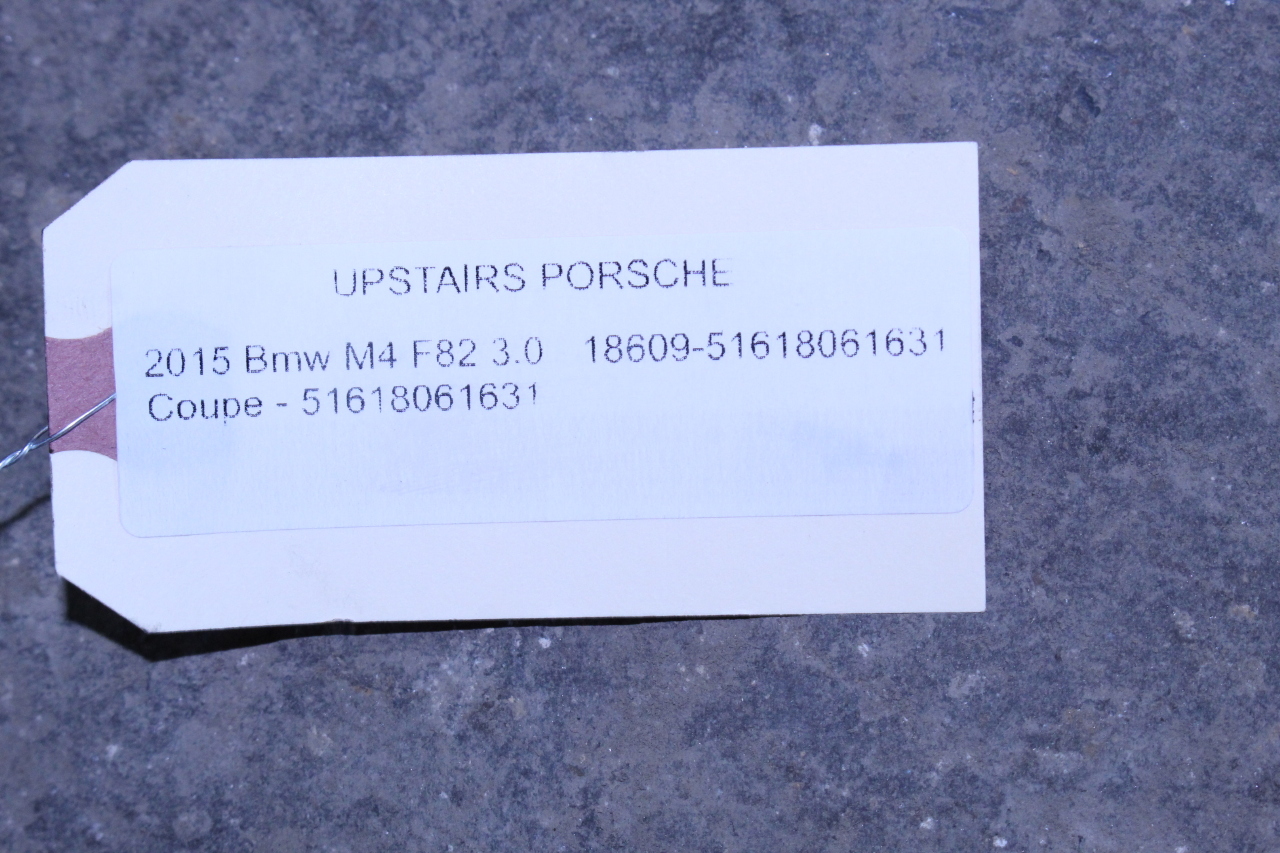 UPSTAIRS PORSCHE
2015 Bmw M4 F82 3.0 18609-51618061631
Coupe - 51618061631